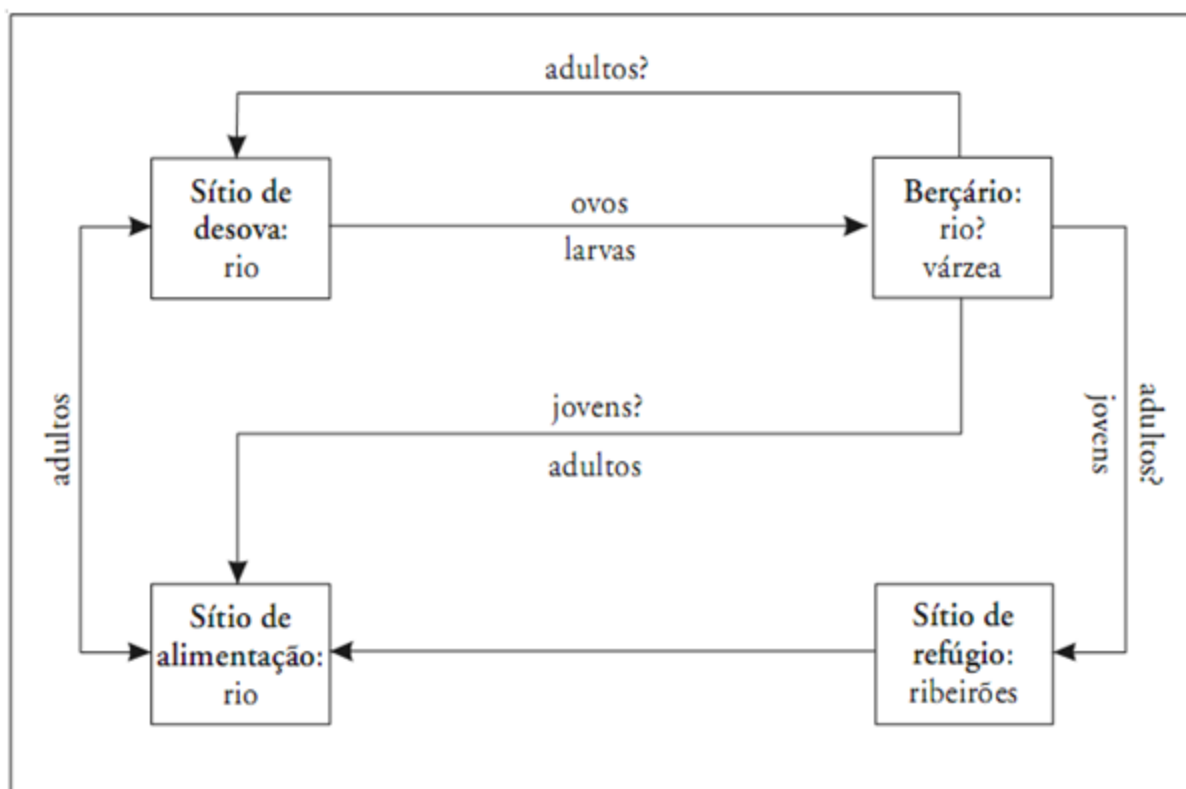 adultos?
Sítio de
desova:
rio
ovos
larvas
Berçário:
rio?
várzea
adultos
jovens?
adultos
adultos?
jovens
Sítio de
alimentação:
rio
Sítio de
refúgio:
ribeirões